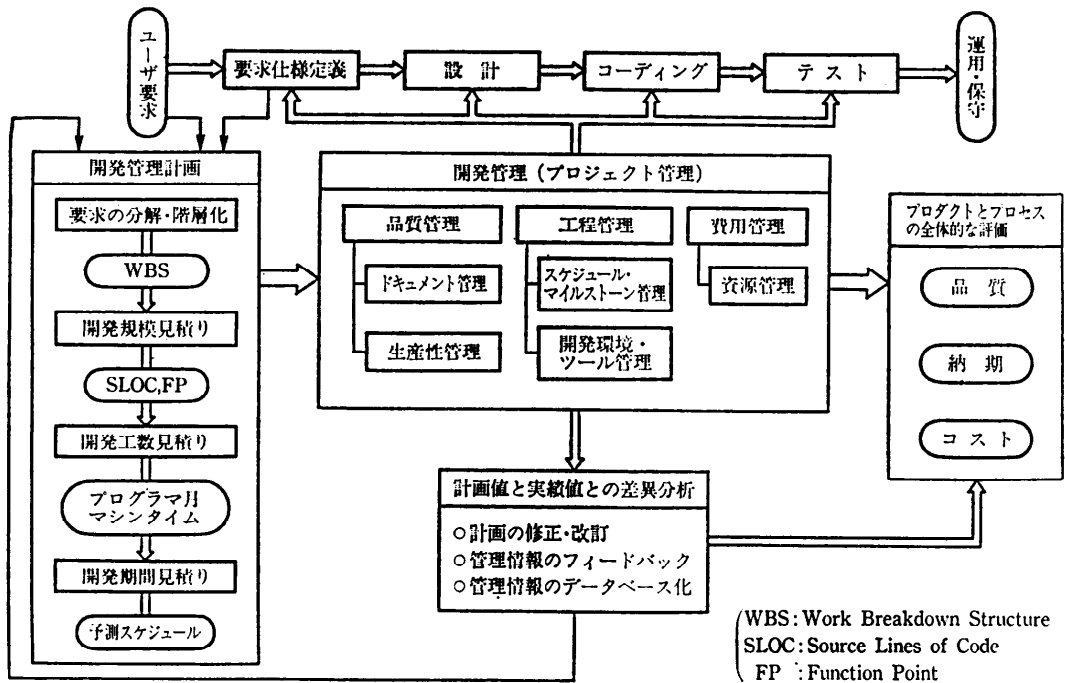 ユーザ要求
要求仕様定義
設計
コーディング
テスト
運用・保守
開発管理計画
要求の分解・階層化
WBS
開発規模見積り
SLOC,FP
開発工数見積り
プログラマ月
マシンタイム
開発期間見積り
予測スケジュール
開発管理(プロジェクト管理)
品質管理
ドキュメント管理
生産性管理
工程管理
スケジュール・
マイルストーン管理
開発環境・
ツール管理
費用管理
資源管理
計画値と実績値との差異分析
○計画の修正・改訂
○管理情報のフィードバック
○管理情報のデータベース化
プロダクトとプロセス
の全体的な評価
品質
納期
コスト
WBS:Work Breakdown Structure
SLOC:Source Lines of Code
FP:Function Point